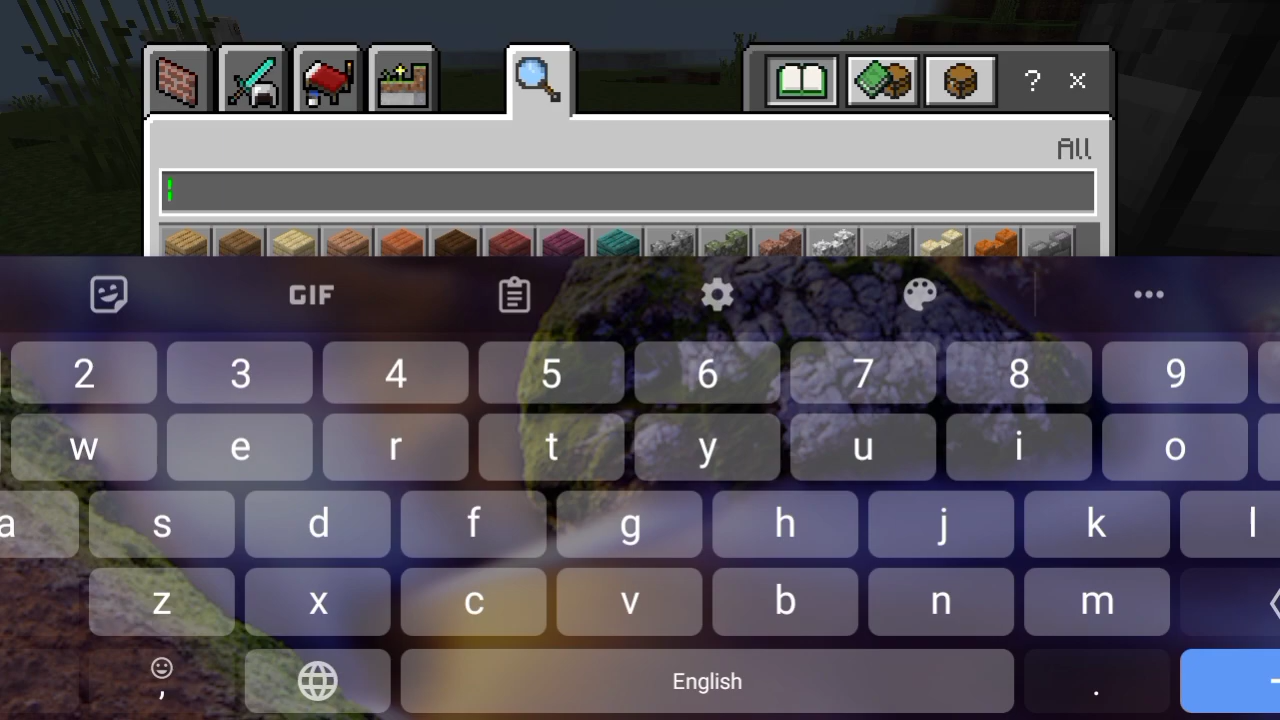 ? x
All
GIF
2 3 4 5 6 7 8 9
w e r t y u i o
a s d f g h j k l
z x c v b n m
, English .